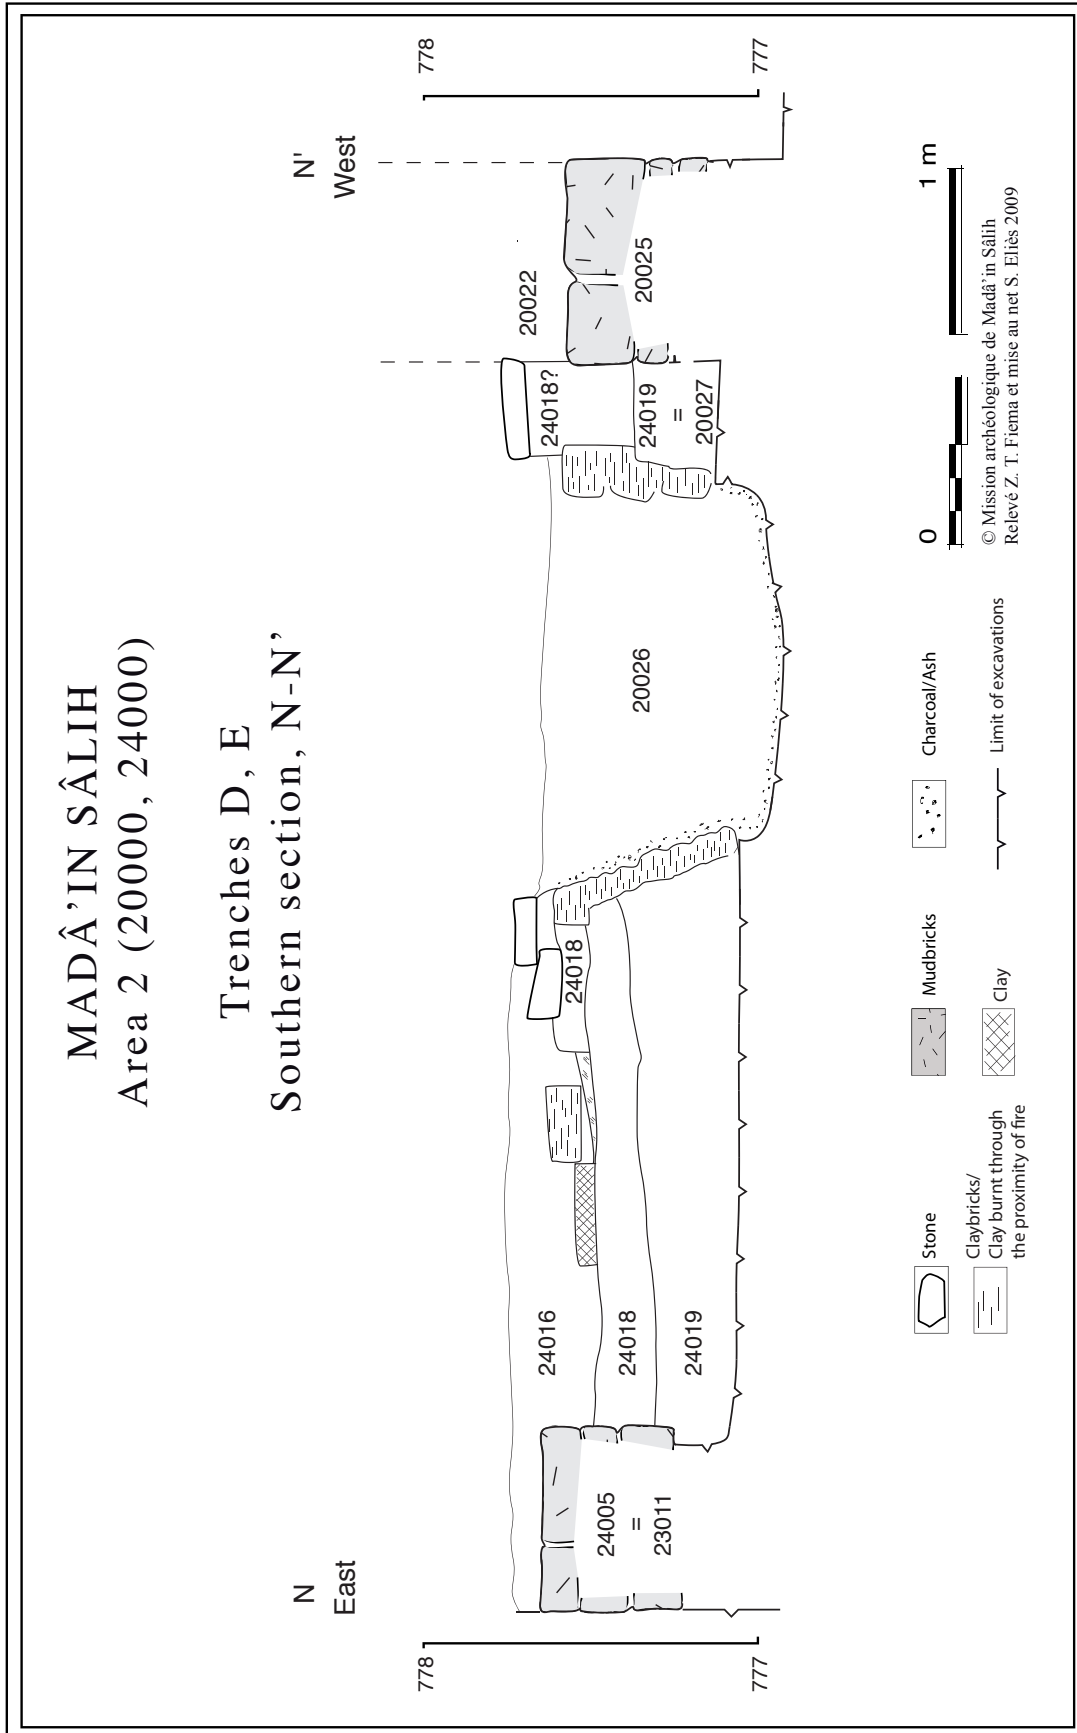 MADÂ’IN SÂLIH
Area 2 (20000, 24000)
Trenches D, E
Southern section, N-N’
N
East
N'
West
778
777
778
777
24005
=
23011
24016
24018
24019
24018
20026
24018?
24019
=
20027
20022
20025
Stone
Claybricks/
Clay burnt through
the proximity of fire
Mudbricks
Clay
Charcoal/Ash
Limit of excavations
0
1 m
© Mission archéologique de Madâ’in Sâlih
Relevé Z. T. Fiema et mise au net S. Eliès 2009